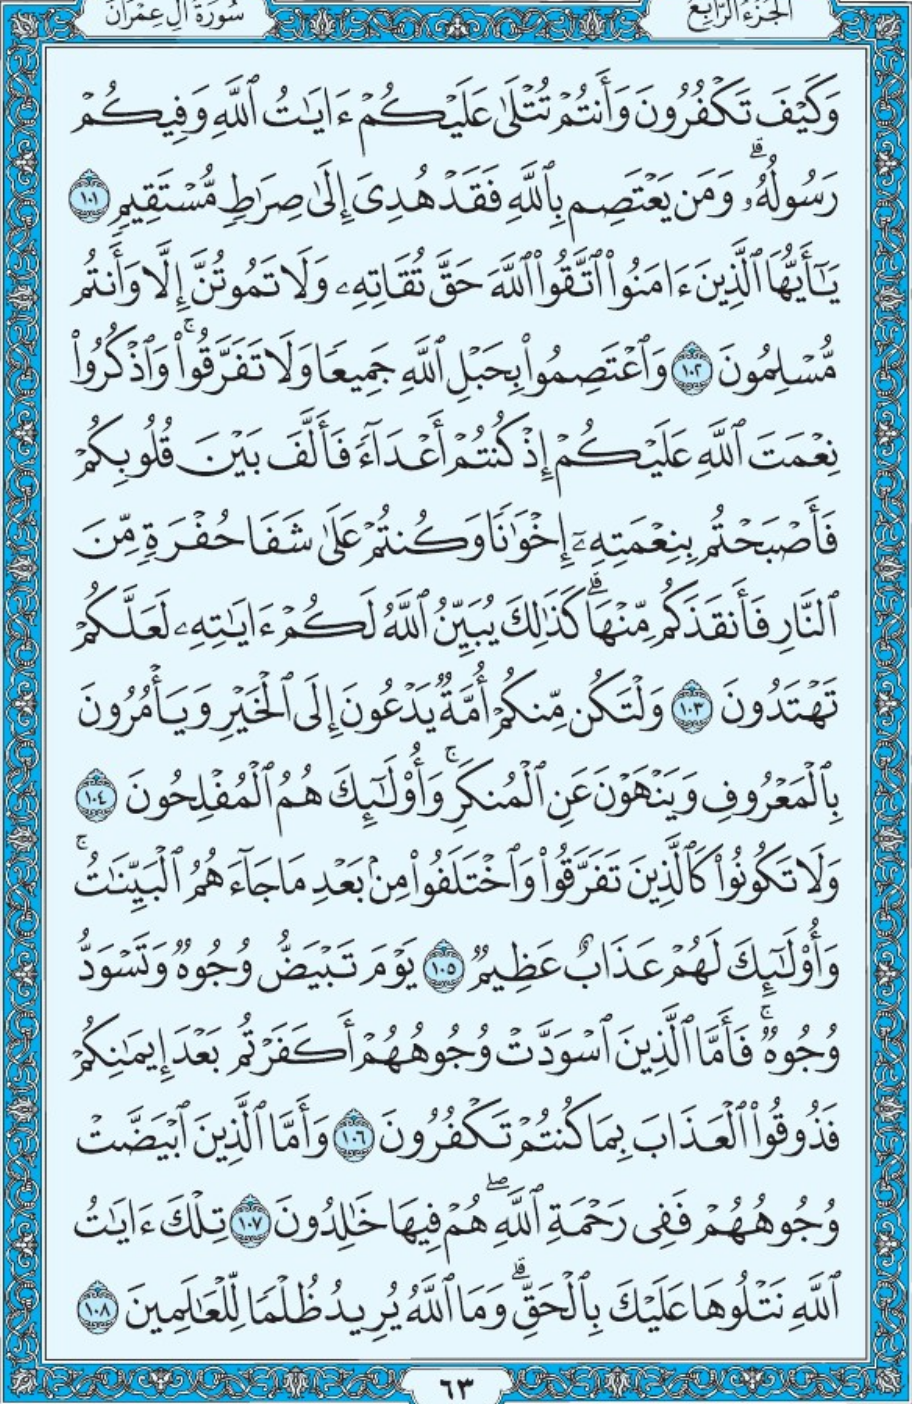 سُورَةُ آلِ عِمْرَانَ
الجُزْءُ الرَّابِعُ
وَكَيْفَ تَكْفُرُونَ وَأَنتُمْ تُتْلَىٰ عَلَيْكُمْ ءَايَـٰتُ ٱللَّهِ وَفِيكُمْ
رَسُولُهُۥ ۗ وَمَن يَعْتَصِم بِٱللَّهِ فَقَدْ هُدِىَ إِلَىٰ صِرَٰطٍ مُّسْتَقِيمٍ ١٠١
يَـٰٓأَيُّهَا ٱلَّذِينَ ءَامَنُوا۟ ٱتَّقُوا۟ ٱللَّهَ حَقَّ تُقَاتِهِۦ وَلَا تَمُوتُنَّ إِلَّا وَأَنتُم
مُّسْلِمُونَ ١٠٢ وَٱعْتَصِمُوا۟ بِحَبْلِ ٱللَّهِ جَمِيعًا وَلَا تَفَرَّقُوا۟ ۚ وَٱذْكُرُوا۟
نِعْمَتَ ٱللَّهِ عَلَيْكُمْ إِذْ كُنتُمْ أَعْدَآءً فَأَلَّفَ بَيْنَ قُلُوبِكُمْ
فَأَصْبَحْتُم بِنِعْمَتِهِۦٓ إِخْوَٰنًا وَكُنتُمْ عَلَىٰ شَفَا حُفْرَةٍ مِّنَ
ٱلنَّارِ فَأَنقَذَكُم مِّنْهَا ۗ كَذَٰلِكَ يُبَيِّنُ ٱللَّهُ لَكُمْ ءَايَـٰتِهِۦ لَعَلَّكُمْ
تَهْتَدُونَ ١٠٣ وَلْتَكُن مِّنكُمْ أُمَّةٌ يَدْعُونَ إِلَى ٱلْخَيْرِ وَيَأْمُرُونَ
بِٱلْمَعْرُوفِ وَيَنْهَوْنَ عَنِ ٱلْمُنكَرِ ۚ وَأُو۟لَـٰٓئِكَ هُمُ ٱلْمُفْلِحُونَ ١٠٤
وَلَا تَكُونُوا۟ كَٱلَّذِينَ تَفَرَّقُوا۟ وَٱخْتَلَفُوا۟ مِنۢ بَعْدِ مَا جَآءَهُمُ ٱلْبَيِّنَـٰتُ ۚ
وَأُو۟لَـٰٓئِكَ لَهُمْ عَذَابٌ عَظِيمٌ ١٠٥ يَوْمَ تَبْيَضُّ وُجُوهٌ وَتَسْوَدُّ
وُجُوهٌ ۚ فَأَمَّا ٱلَّذِينَ ٱسْوَدَّتْ وُجُوهُهُمْ أَكَفَرْتُم بَعْدَ إِيمَـٰنِكُمْ
فَذُوقُوا۟ ٱلْعَذَابَ بِمَا كُنتُمْ تَكْفُرُونَ ١٠٦ وَأَمَّا ٱلَّذِينَ ٱبْيَضَّتْ
وُجُوهُهُمْ فَفِى رَحْمَةِ ٱللَّهِ ۖ هُمْ فِيهَا خَـٰلِدُونَ ١٠٧ تِلْكَ ءَايَـٰتُ
ٱللَّهِ نَتْلُوهَا عَلَيْكَ بِٱلْحَقِّ ۗ وَمَا ٱللَّهُ يُرِيدُ ظُلْمًا لِّلْعَـٰلَمِينَ ١٠٨
٦٣